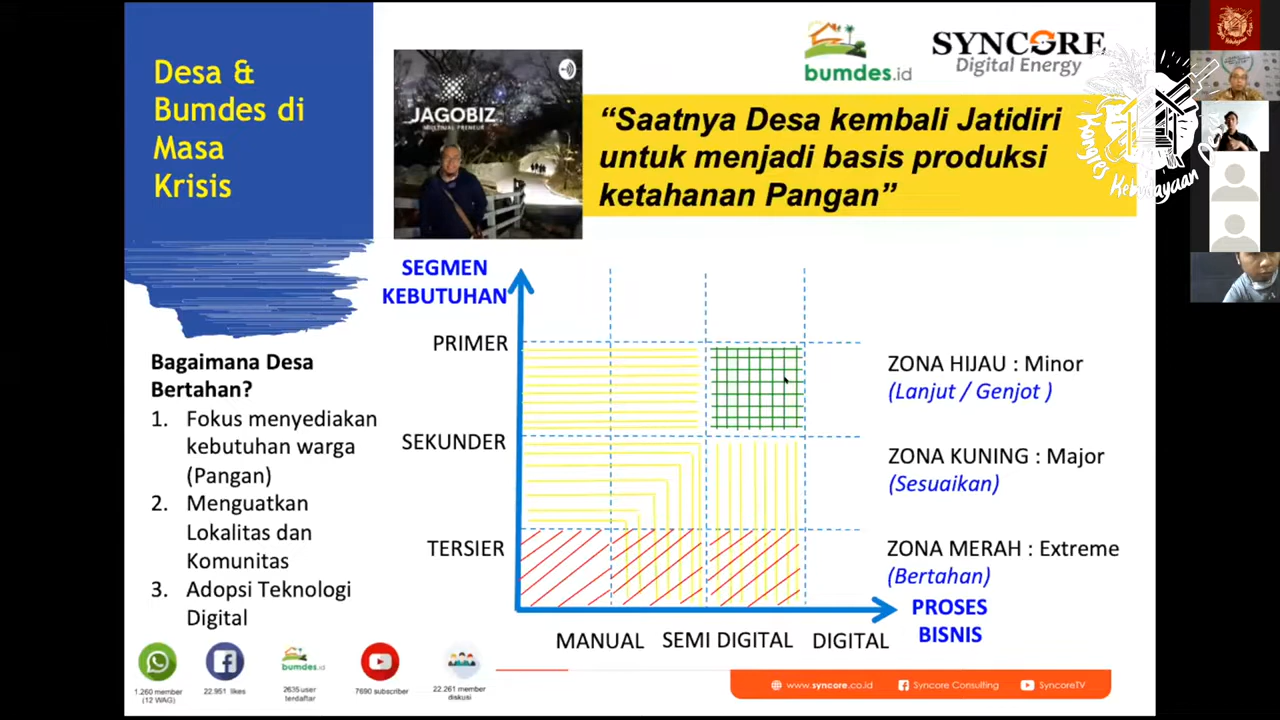 Desa &
Bumdes di
Masa
Krisis
JAGOBIZ
bumdes.id
SYNCORE
Digital Energy
“Saatnya Desa kembali Jatidiri
untuk menjadi basis produksi
ketahanan Pangan”
Kongres Kebudayaan Desa
SEGMEN
KEBUTUHAN
PRIMER
SEKUNDER
TERSIER
MANUAL
SEMI DIGITAL
DIGITAL
PROSES
BISNIS
ZONA HIJAU : Minor
(Lanjut / Genjot )
ZONA KUNING : Major
(Sesuaikan)
ZONA MERAH : Extreme
(Bertahan)
Bagaimana Desa
Bertahan?
1. Fokus menyediakan
kebutuhan warga
(Pangan)
2. Menguatkan
Lokalitas dan
Komunitas
3. Adopsi Teknologi
Digital
1.260 member
(12 WAG)
22.951 likes
bumdes.id
2635 user
terdaftar
7690 subscriber
22.261 member
diskusi
www.syncore.co.id
Syncore Consulting
SyncoreTV